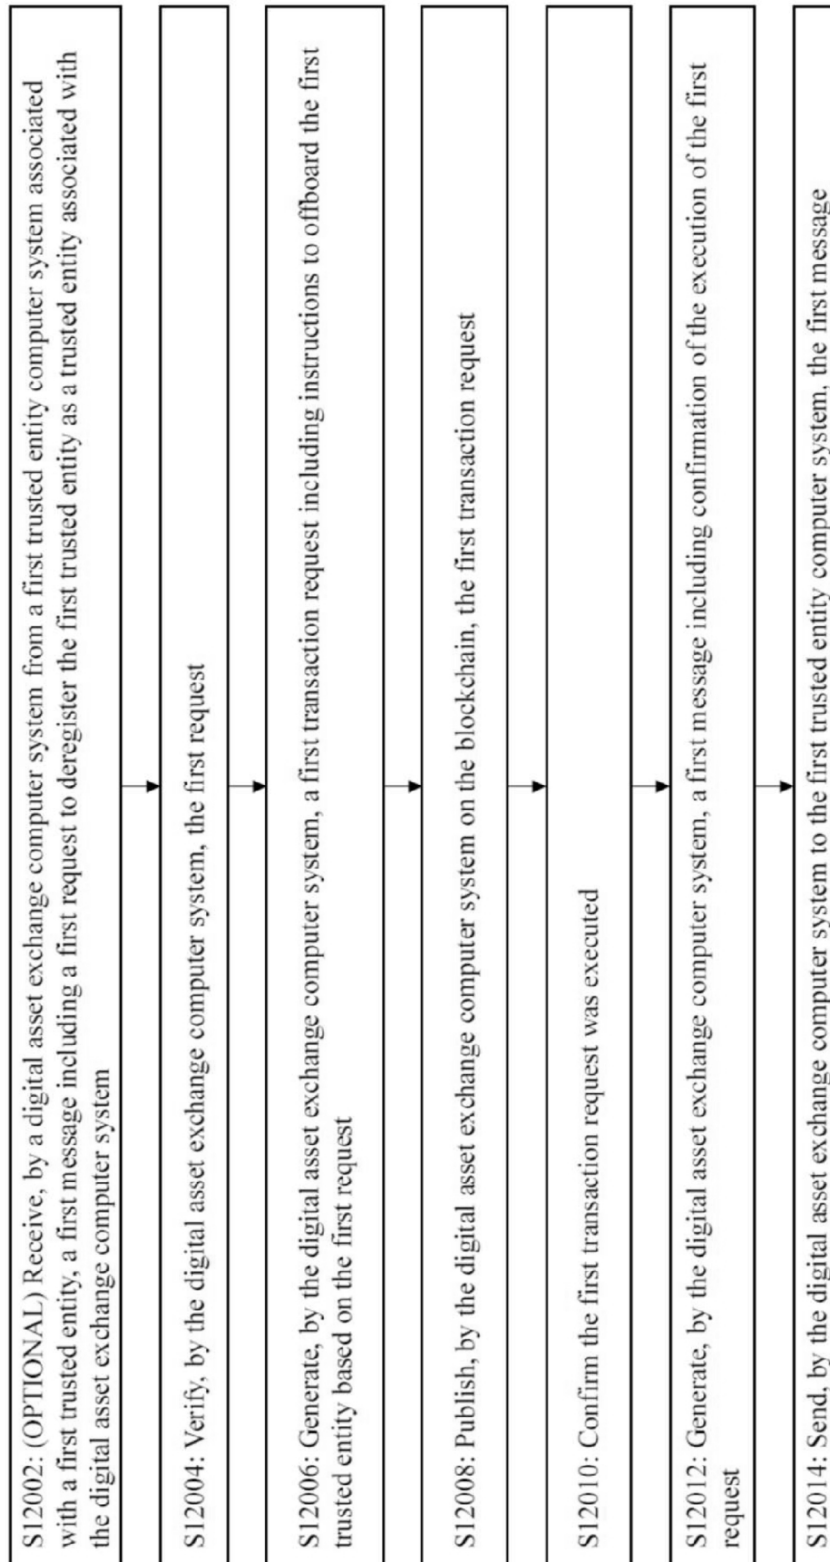 S12002: (OPTIONAL) Receive, by a digital asset exchange computer system from a first trusted entity computer system associated
with a first trusted entity, a first message including a first request to deregister the first trusted entity as a trusted entity associated with
the digital asset exchange computer system
S12004: Verify, by the digital asset exchange computer system, the first request
S12006: Generate, by the digital asset exchange computer system, a first transaction request including instructions to offboard the first
trusted entity based on the first request
S12008: Publish, by the digital asset exchange computer system on the blockchain, the first transaction request
S12010: Confirm the first transaction request was executed
S12012: Generate, by the digital asset exchange computer system, a first message including confirmation of the execution of the first
request
S12014: Send, by the digital asset exchange computer system to the first trusted entity computer system, the first message